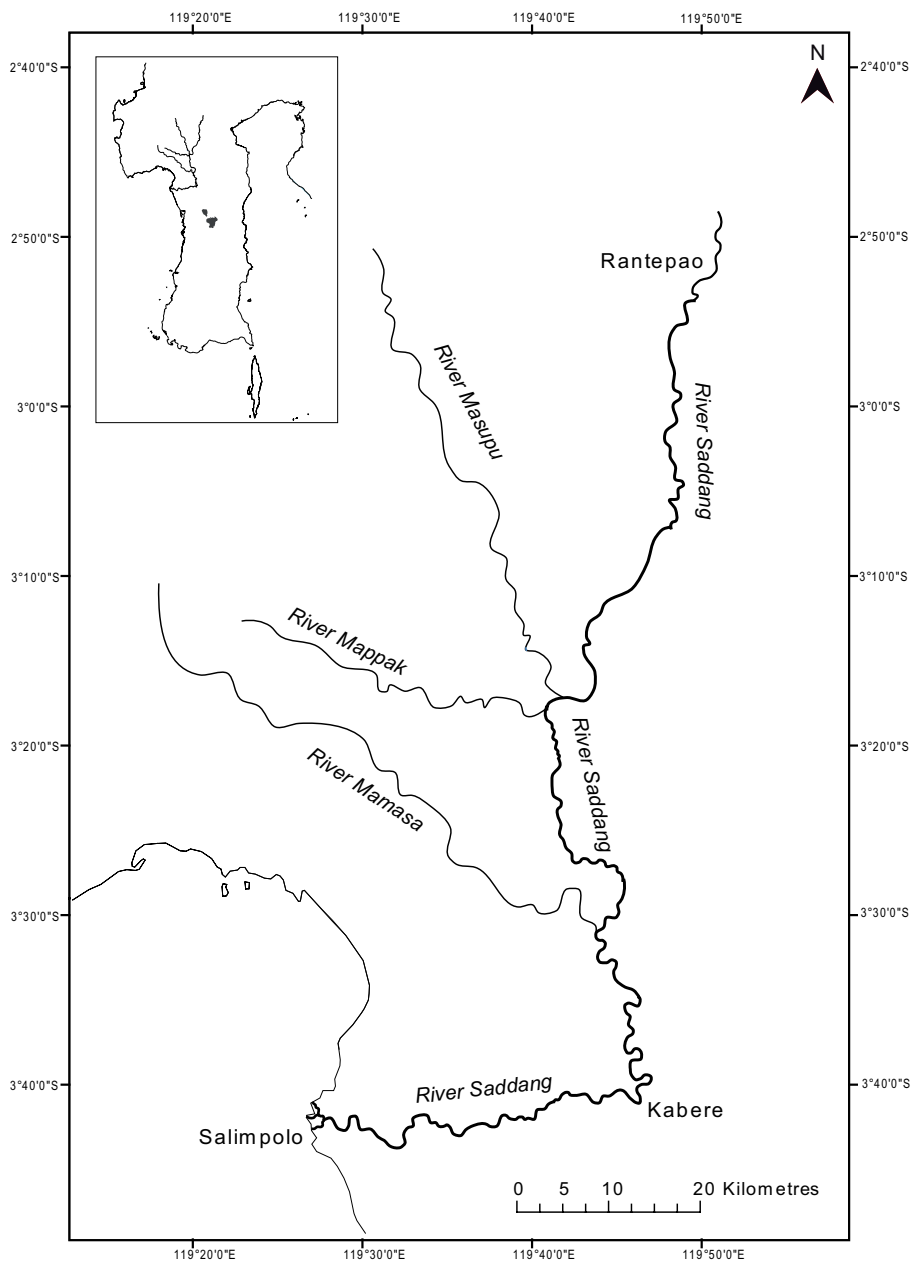 119°20'0"E 119°30'0"E 119°40'0"E 119°50'0"E
N
2°40'0"S 2°40'0"S
2°50'0"S 2°50'0"S
Rantepao
River Masupu
River Saddang
3°0'0"S 3°0'0"S
3°10'0"S 3°10'0"S
River Mappak
River Saddang
3°20'0"S 3°20'0"S
River Mamasa
3°30'0"S 3°30'0"S
3°40'0"S 3°40'0"S
River Saddang
Kabere
Salimpolo
0 5 10 20 Kilometres
119°20'0"E 119°30'0"E 119°40'0"E 119°50'0"E